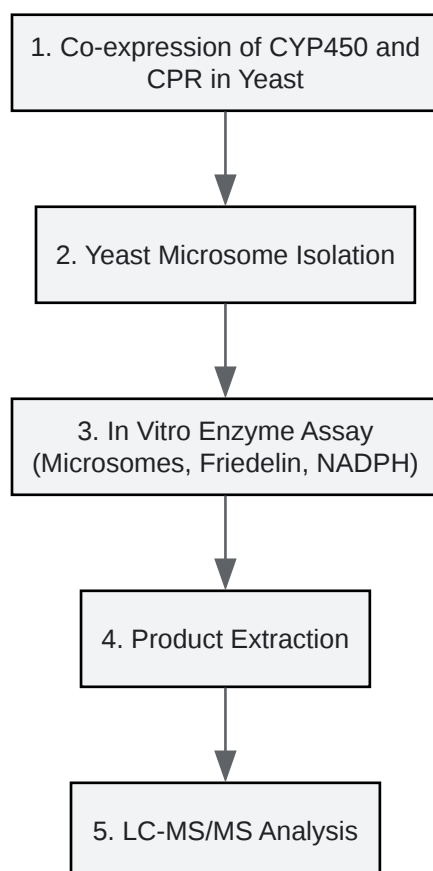 1. Co-expression of CYP450 and
CPR in Yeast
2. Yeast Microsome Isolation
3. In Vitro Enzyme Assay
(Microsomes, Friedelin, NADPH)
4. Product Extraction
5. LC-MS/MS Analysis